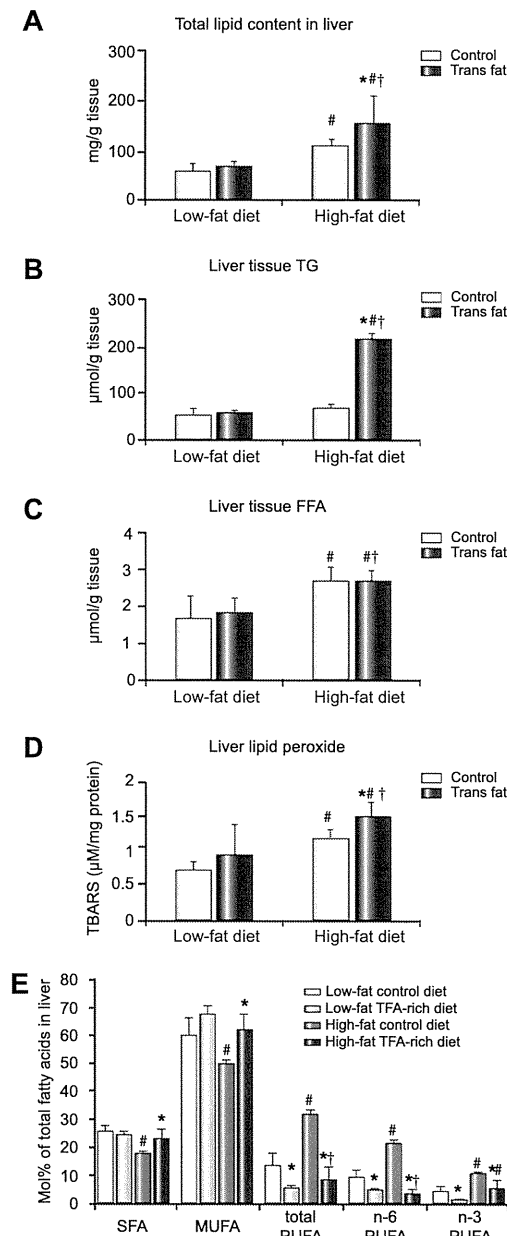 A
Total lipid content in liver
mg/g tissue
300
200
100
0
Control
Trans fat
#
*#†
Low-fat diet
High-fat diet
B
Liver tissue TG
µmol/g tissue
300
200
100
0
Control
Trans fat
*#†
Low-fat diet
High-fat diet
C
Liver tissue FFA
µmol/g tissue
4
3
2
1
0
Control
Trans fat
#
#†
Low-fat diet
High-fat diet
D
Liver lipid peroxide
TBARS (µM/mg protein)
2
1.5
1
0.5
0
Control
Trans fat
#
*# †
Low-fat diet
High-fat diet
E
Mol% of total fatty acids in liver
80
70
60
50
40
30
20
10
0
Low-fat control diet
Low-fat TFA-rich diet
High-fat control diet
High-fat TFA-rich diet
# * # * * # *† * # *† * # *#
SFA MUFA total n-6 n-3
PUFA PUFA PUFA